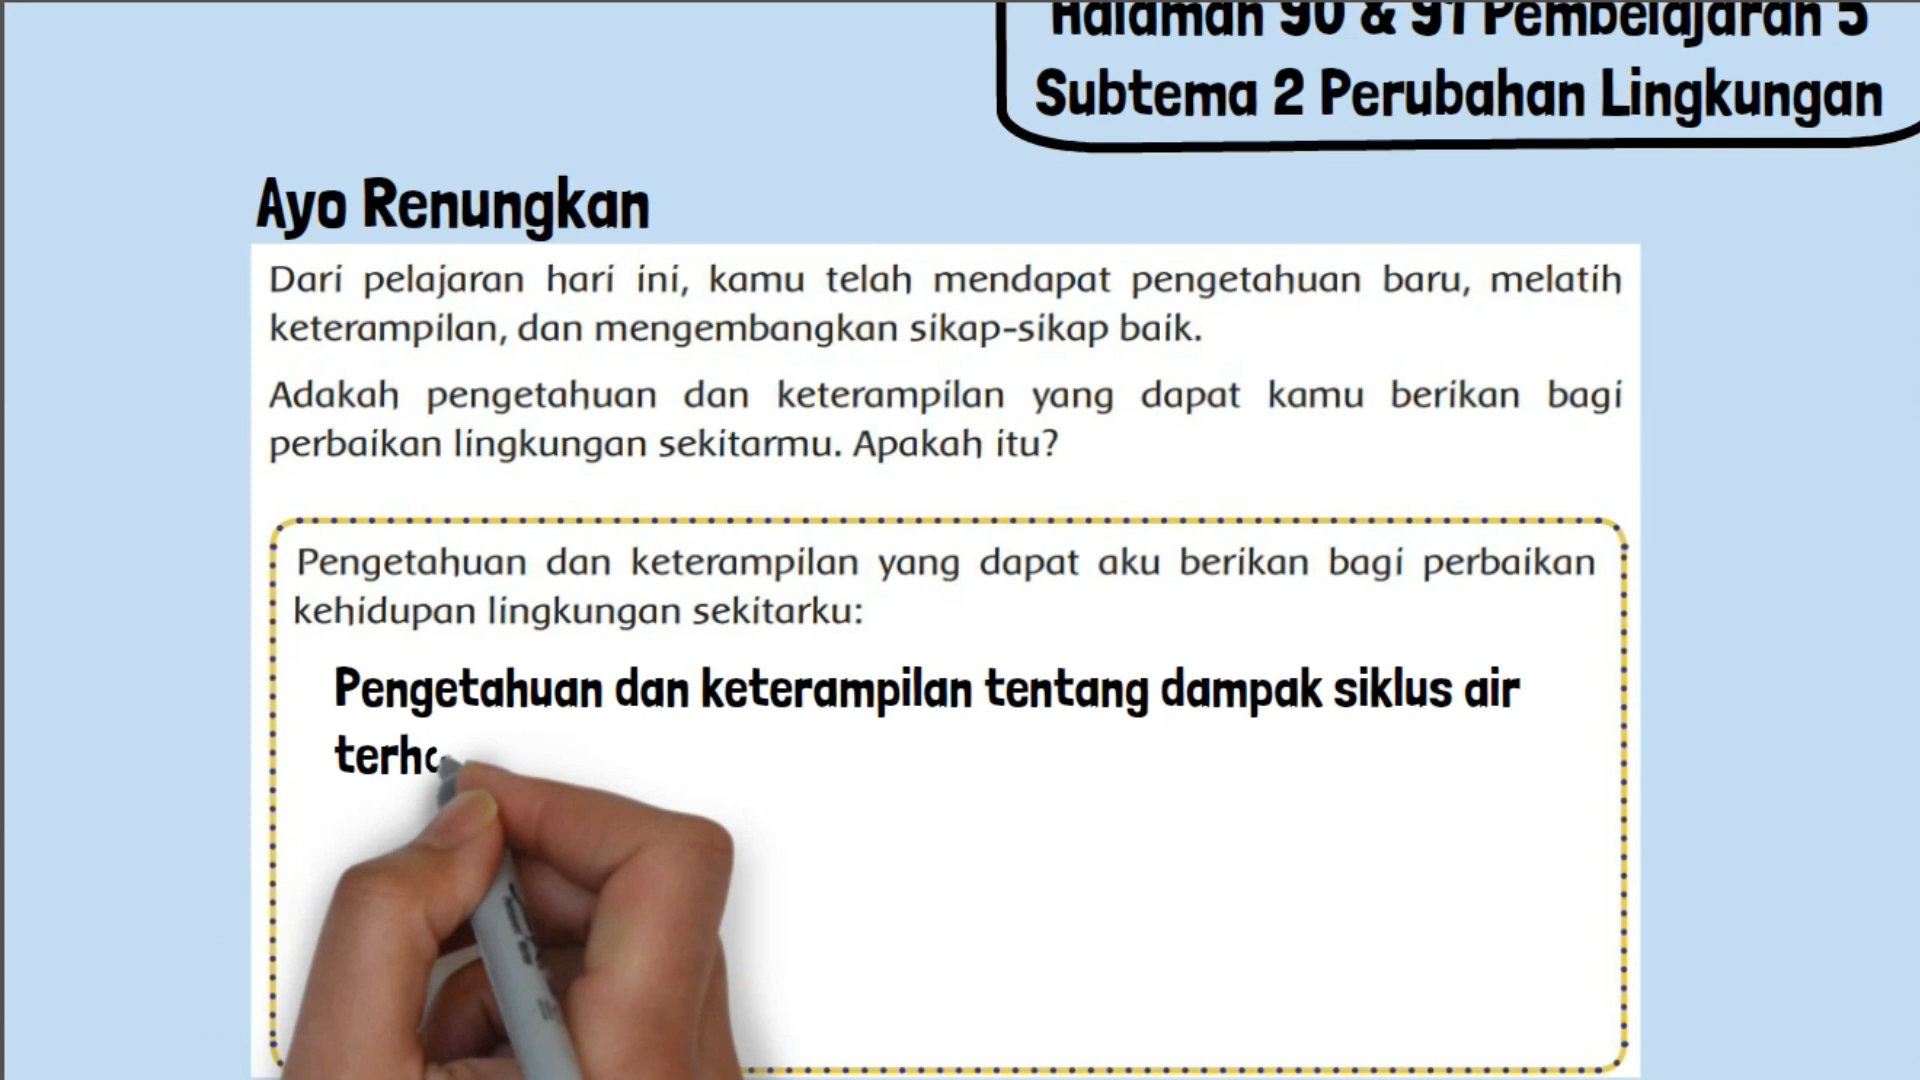 Halaman 90 & 91 Pembelajaran 5
Subtema 2 Perubahan Lingkungan
Ayo Renungkan
Dari pelajaran hari ini, kamu telah mendapat pengetahuan baru, melatih
keterampilan, dan mengembangkan sikap-sikap baik.
Adakah pengetahuan dan keterampilan yang dapat kamu berikan bagi
perbaikan lingkungan sekitarmu. Apakah itu?
Pengetahuan dan keterampilan yang dapat aku berikan bagi perbaikan
kehidupan lingkungan sekitarku:
Pengetahuan dan keterampilan tentang dampak siklus air